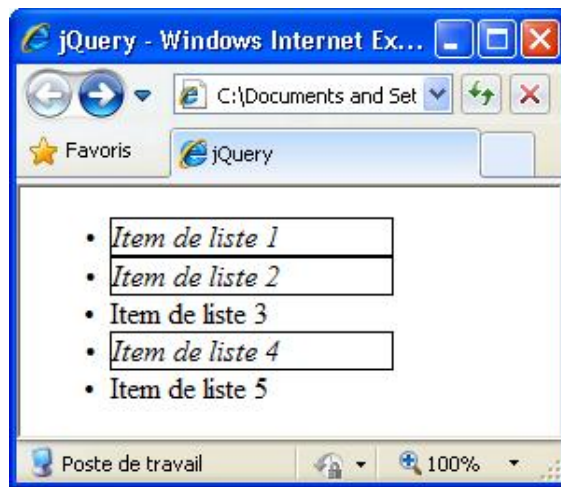 jQuery - Windows Internet Ex...
C:\Documents and Set
Favoris
jQuery
• Item de liste 1
• Item de liste 2
• Item de liste 3
• Item de liste 4
• Item de liste 5
Poste de travail
100%